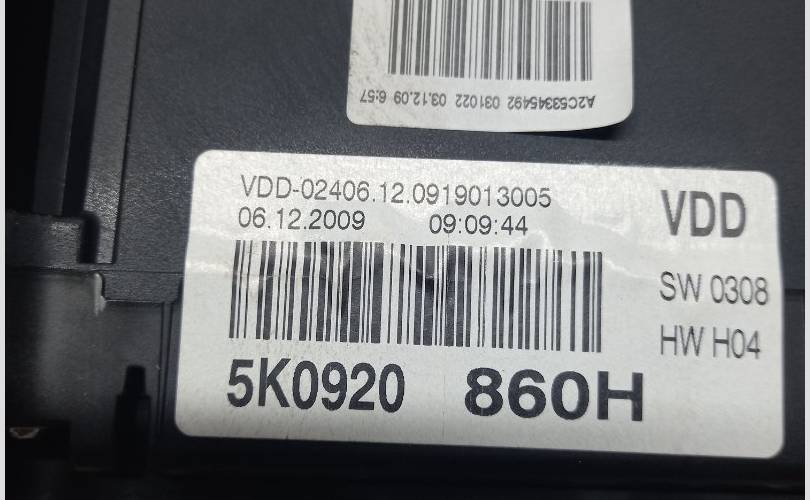 A2C53345492 031022 03.12.09 6:57
VDD-02406.12.0919013005
06.12.2009 09:09:44
VDD
SW 0308
HW H04
5K0920 860H